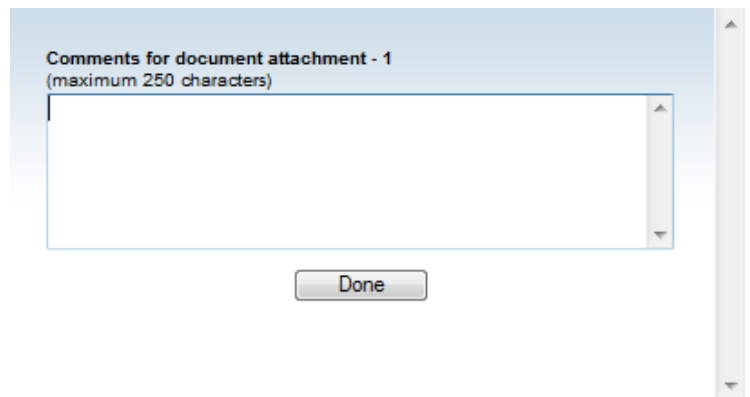 Comments for document attachment - 1
(maximum 250 characters)
Done